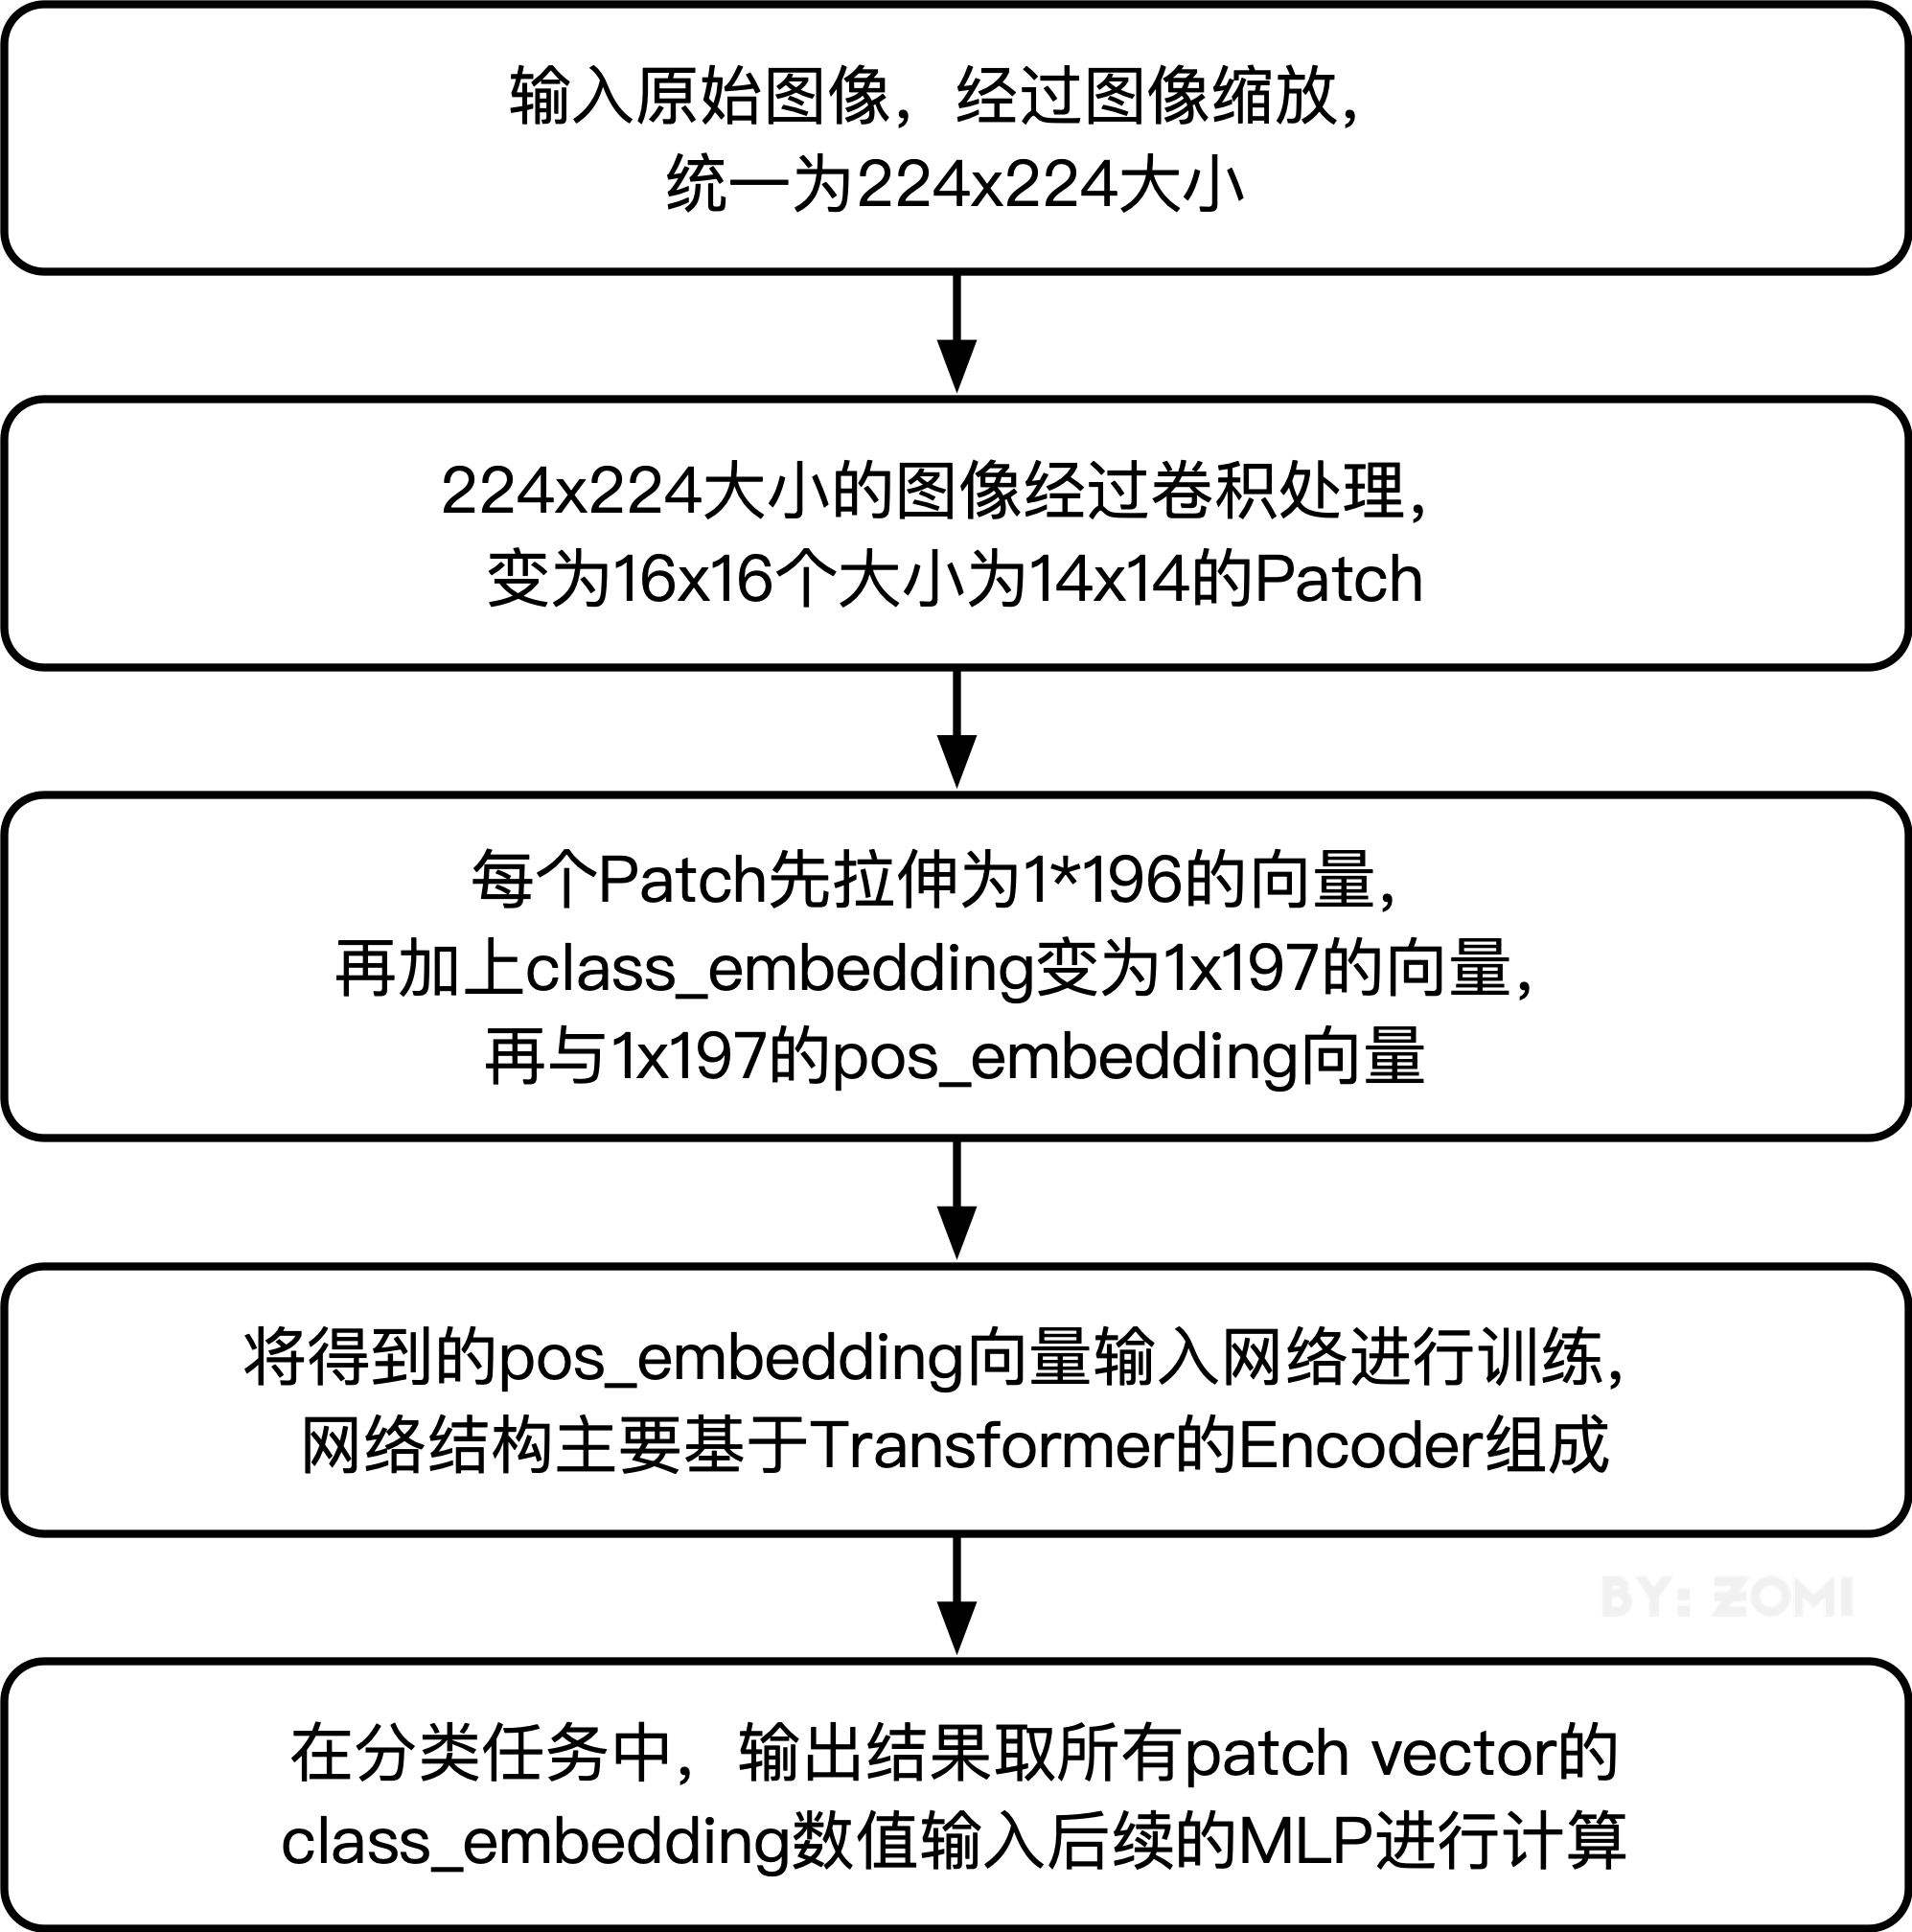 输入原始图像，经过图像缩放，
统一为224x224大小
224x224大小的图像经过卷积处理，
变为16x16个大小为14x14的Patch
每个Patch先拉伸为1*196的向量，
再加上class_embedding变为1x197的向量，
再与1x197的pos_embedding向量
将得到的pos_embedding向量输入网络进行训练，
网络结构主要基于Transformer的Encoder组成
BY: ZOMI
在分类任务中，输出结果取所有patch vector的
class_embedding数值输入后续的MLP进行计算